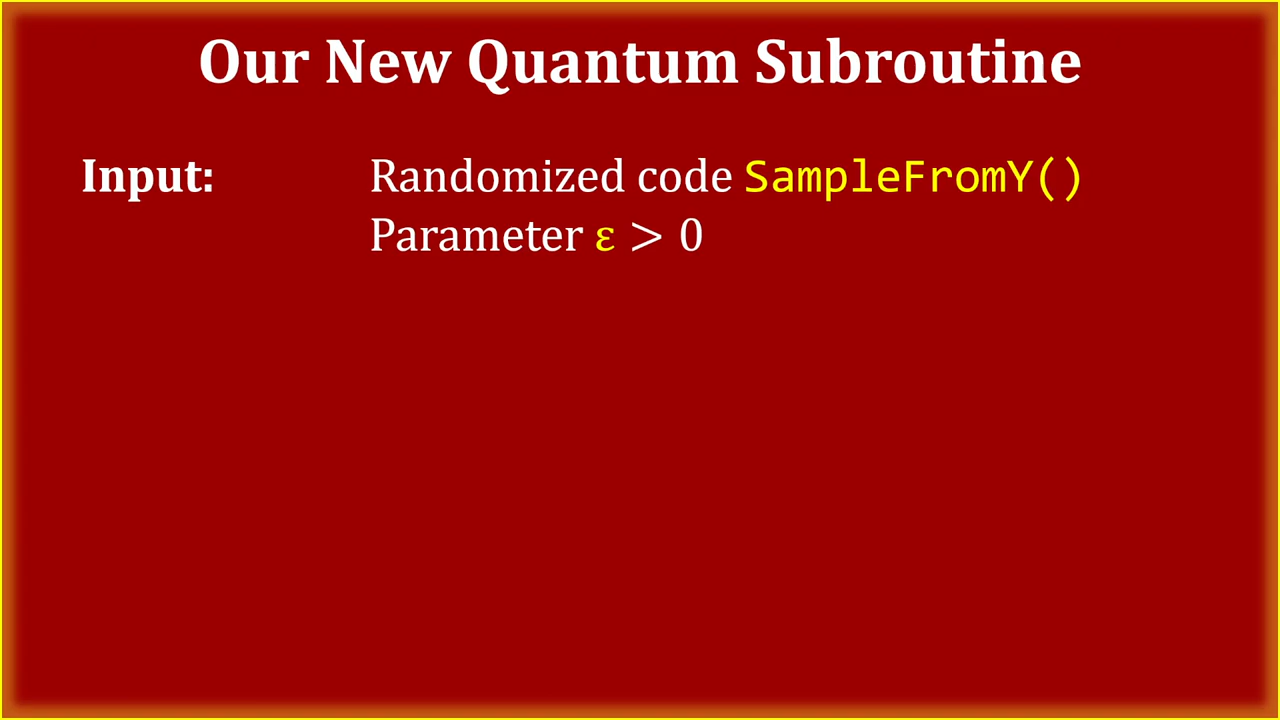 Our New Quantum Subroutine
Input: Randomized code SampleFromY()
Parameter ε > 0